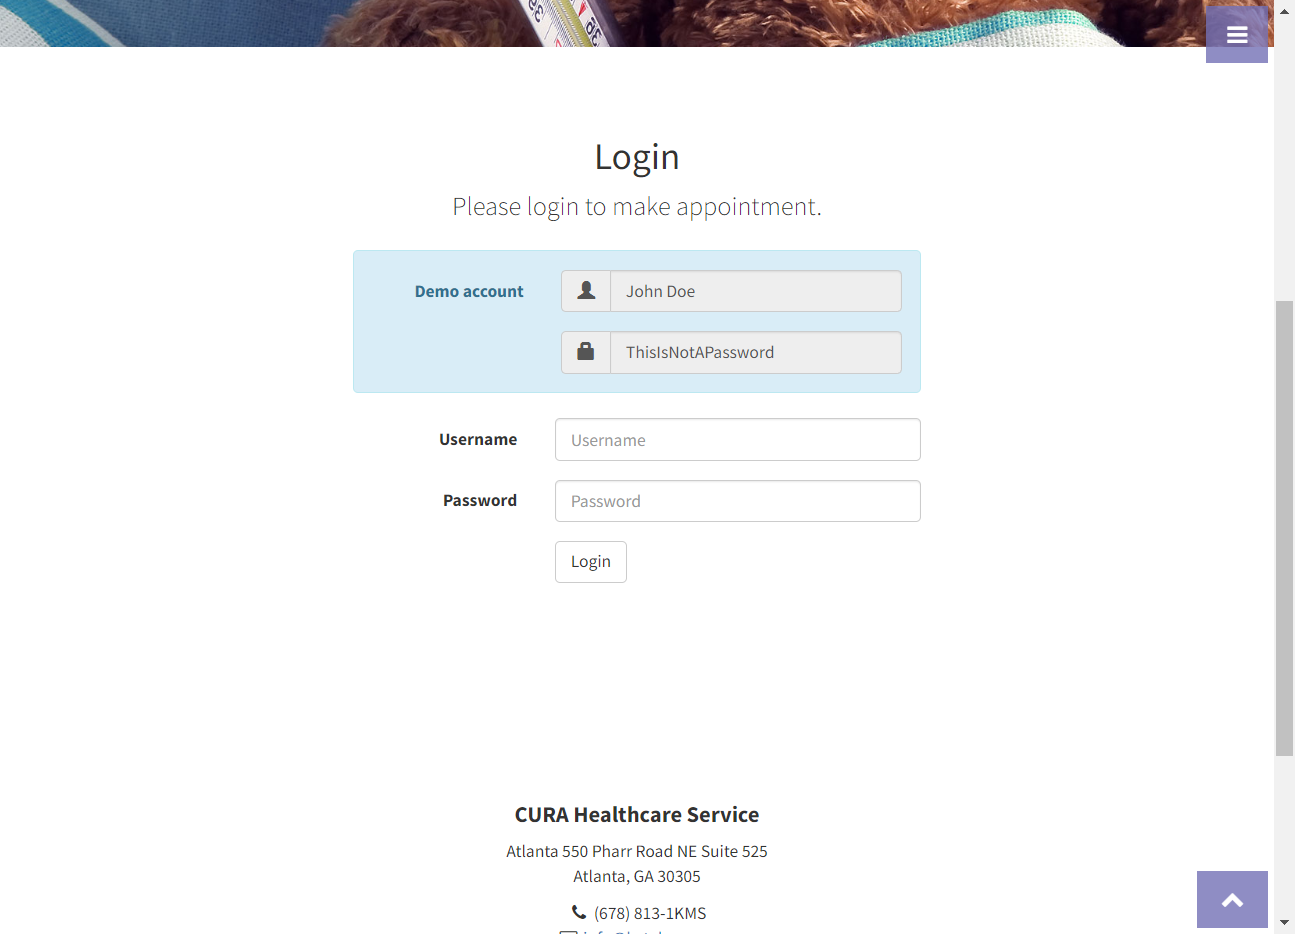 Login
Please login to make appointment.
Demo account
John Doe
ThisIsNotAPassword
Username
Username
Password
Password
Login
CURA Healthcare Service
Atlanta 550 Pharr Road NE Suite 525
Atlanta, GA 30305
(678) 813-1KMS